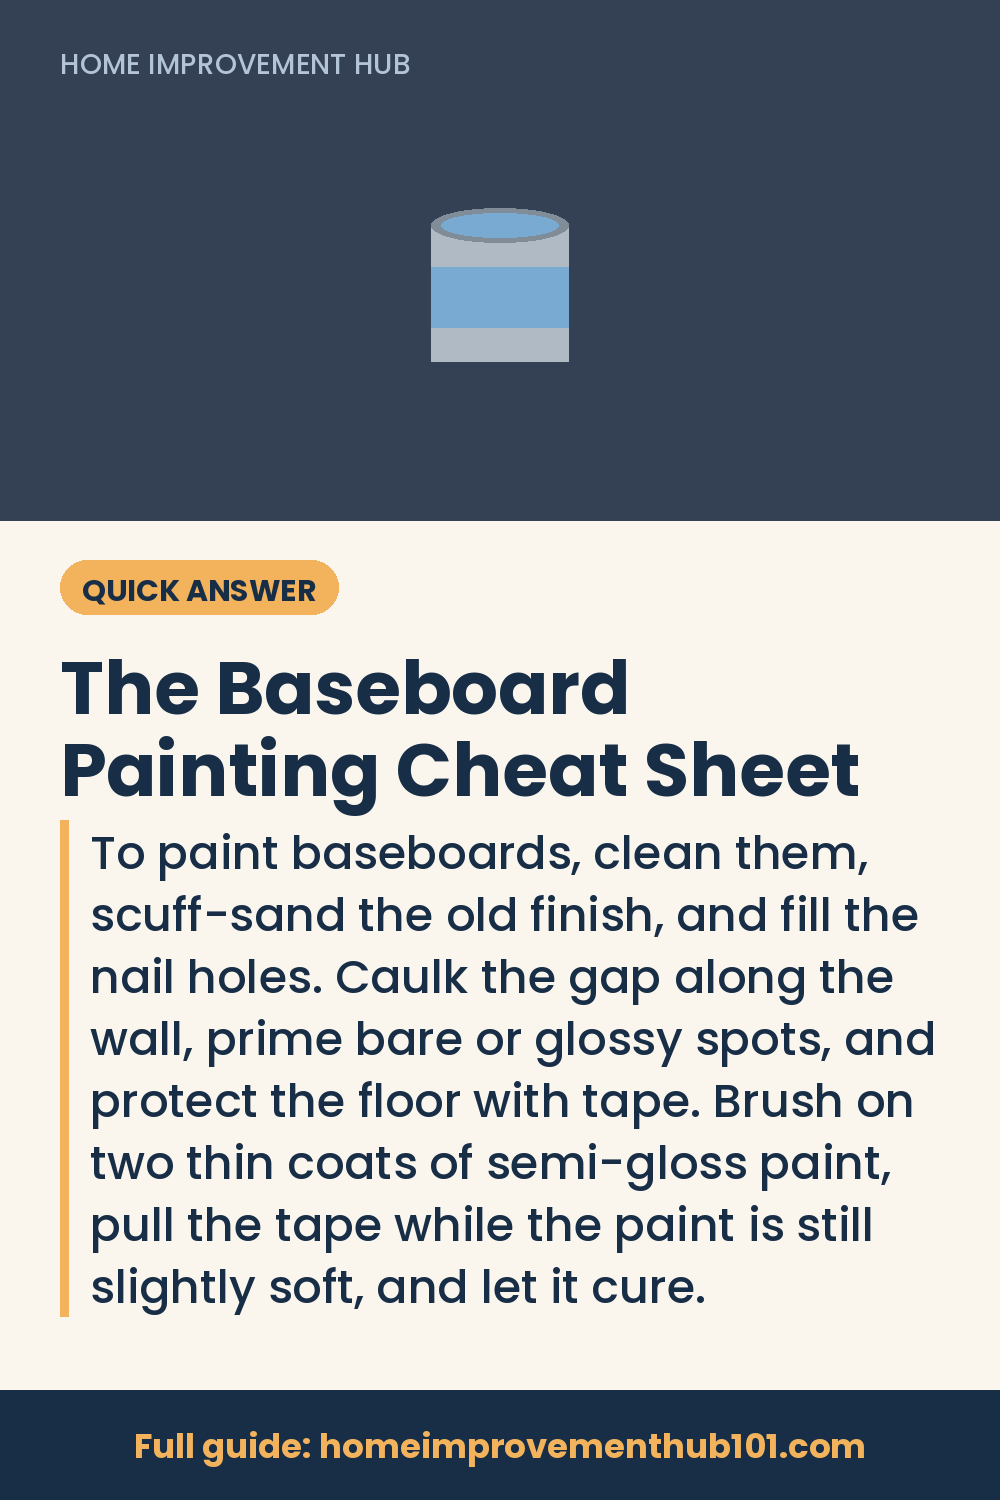 HOME IMPROVEMENT HUB
QUICK ANSWER
The Baseboard
Painting Cheat Sheet
To paint baseboards, clean them,
scuff-sand the old finish, and fill the
nail holes. Caulk the gap along the
wall, prime bare or glossy spots, and
protect the floor with tape. Brush on
two thin coats of semi-gloss paint,
pull the tape while the paint is still
slightly soft, and let it cure.
Full guide: homeimprovementhub101.com